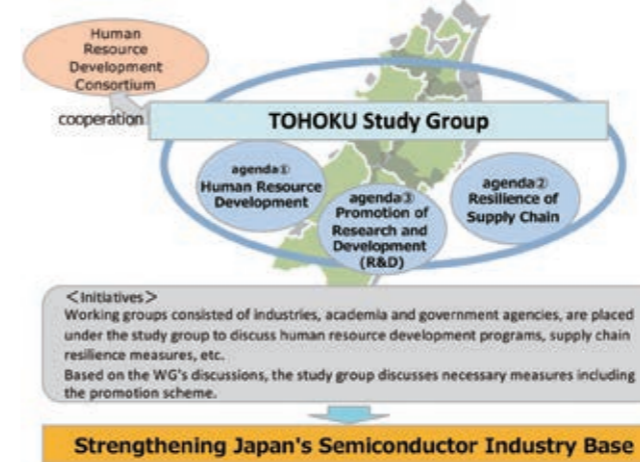 Human
Resource
Development
Consortium
cooperation
TOHOKU Study Group
agenda①
Human Resource
Development
agenda③
Promotion of
Research and
Development
(R&D)
agenda②
Resilience of
Supply Chain
＜Initiatives＞
Working groups consisted of industries, academia and government agencies, are placed
under the study group to discuss human resource development programs, supply chain
resilience measures, etc.
Based on the WG's discussions, the study group discusses necessary measures including
the promotion scheme.
Strengthening Japan's Semiconductor Industry Base